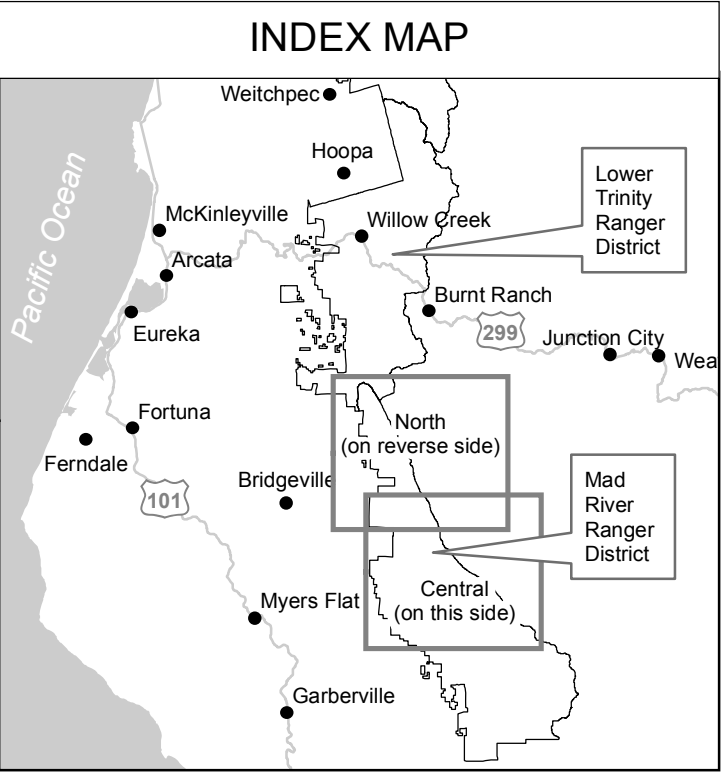 INDEX MAP
Weitchpec
Hoopa
Pacific Ocean
McKinleyville
Willow Creek
Lower
Trinity
Ranger
District
Arcata
Burnt Ranch
Eureka
299
Junction City
Wea
Fortuna
North
(on reverse side)
Ferndale
Bridgeville
101
Mad
River
Ranger
District
Central
(on this side)
Myers Flat
Garberville